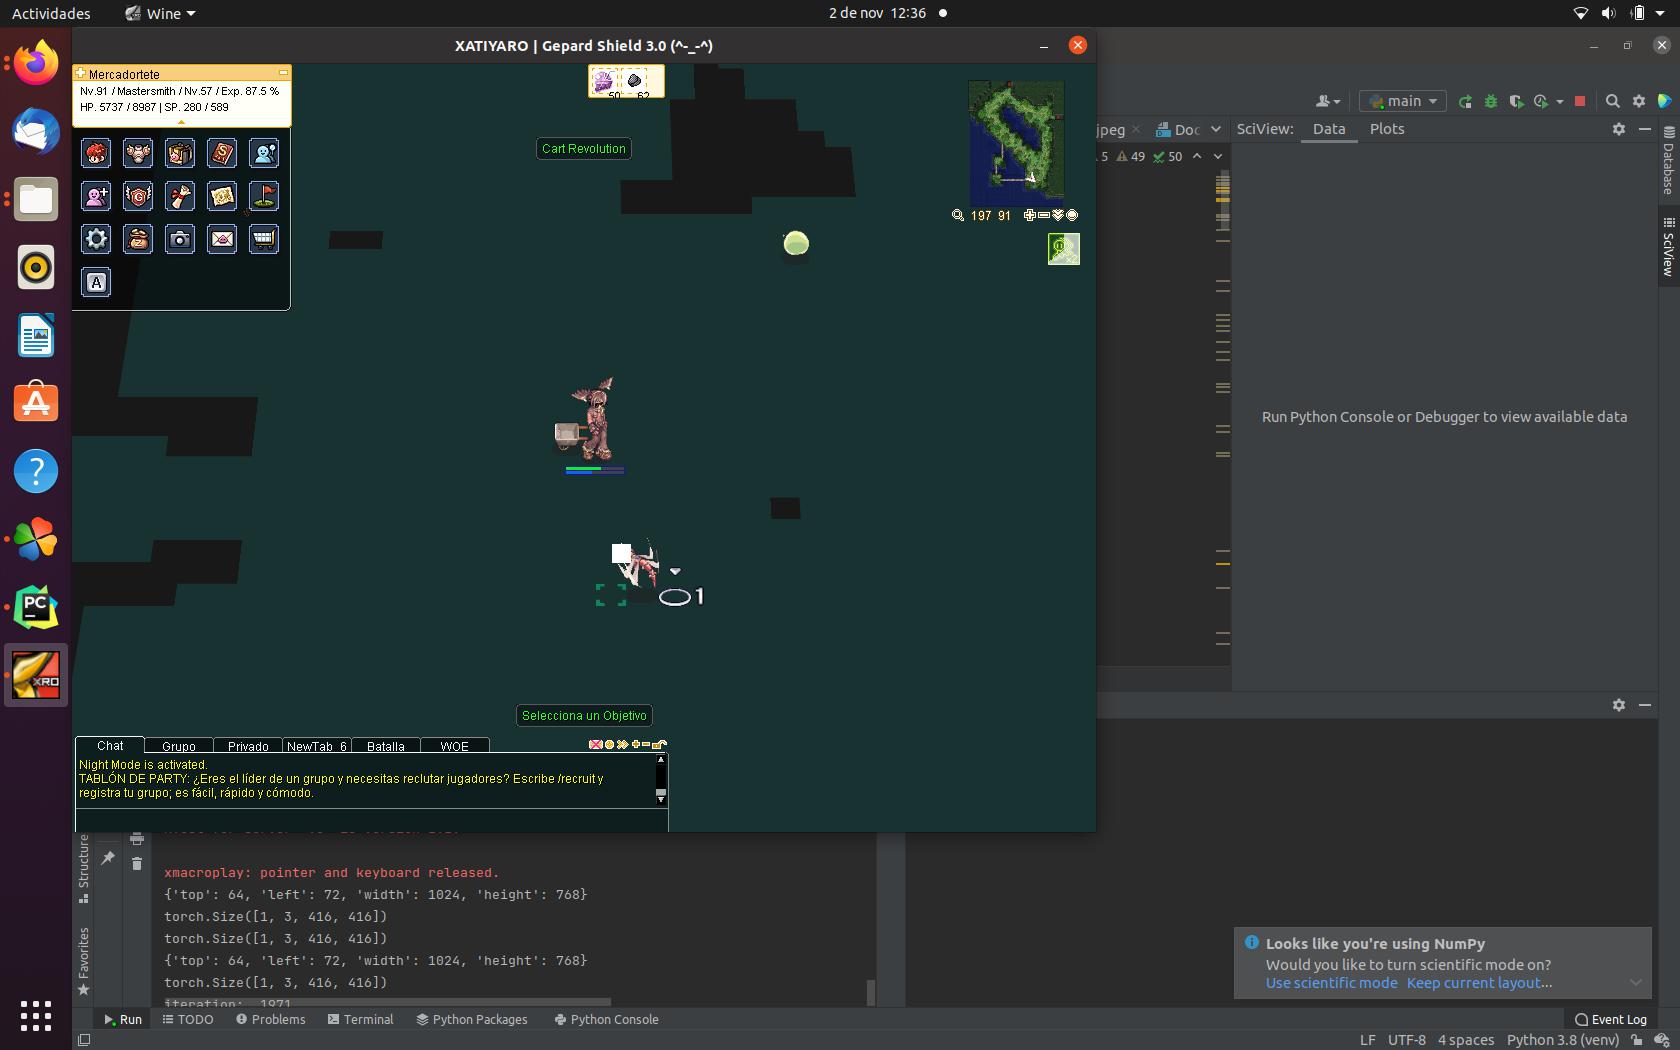 Actividades
Wine
2 de nov 12:36
XATIYARO | Gepard Shield 3.0 (^-_-^)
Mercadortete
Nv.91 / Mastersmith / Nv.57 / Exp. 87.5 %
HP. 5737 / 8987 | SP. 280 / 589
50
62
Cart Revolution
197 91
A
1
Selecciona un Objetivo
Chat
Grupo
Privado
NewTab_6
Batalla
WOE
Night Mode is activated.
TABLÓN DE PARTY: ¿Eres el líder de un grupo y necesitas reclutar jugadores? Escribe /recruit y
registra tu grupo; es fácil, rápido y cómodo.
main
jpeg
Doc
5 49 50
SciView:
Data
Plots
Database
SciView
Run Python Console or Debugger to view available data
PC
XRO
Structure
Favorites
xmacroplay: pointer and keyboard released.
{'top': 64, 'left': 72, 'width': 1024, 'height': 768}
torch.Size([1, 3, 416, 416])
torch.Size([1, 3, 416, 416])
{'top': 64, 'left': 72, 'width': 1024, 'height': 768}
torch.Size([1, 3, 416, 416])
iteration: 1971
Looks like you're using NumPy
Would you like to turn scientific mode on?
Use scientific mode Keep current layout...
Run
TODO
Problems
Terminal
Python Packages
Python Console
Event Log
LF UTF-8 4 spaces Python 3.8 (venv)